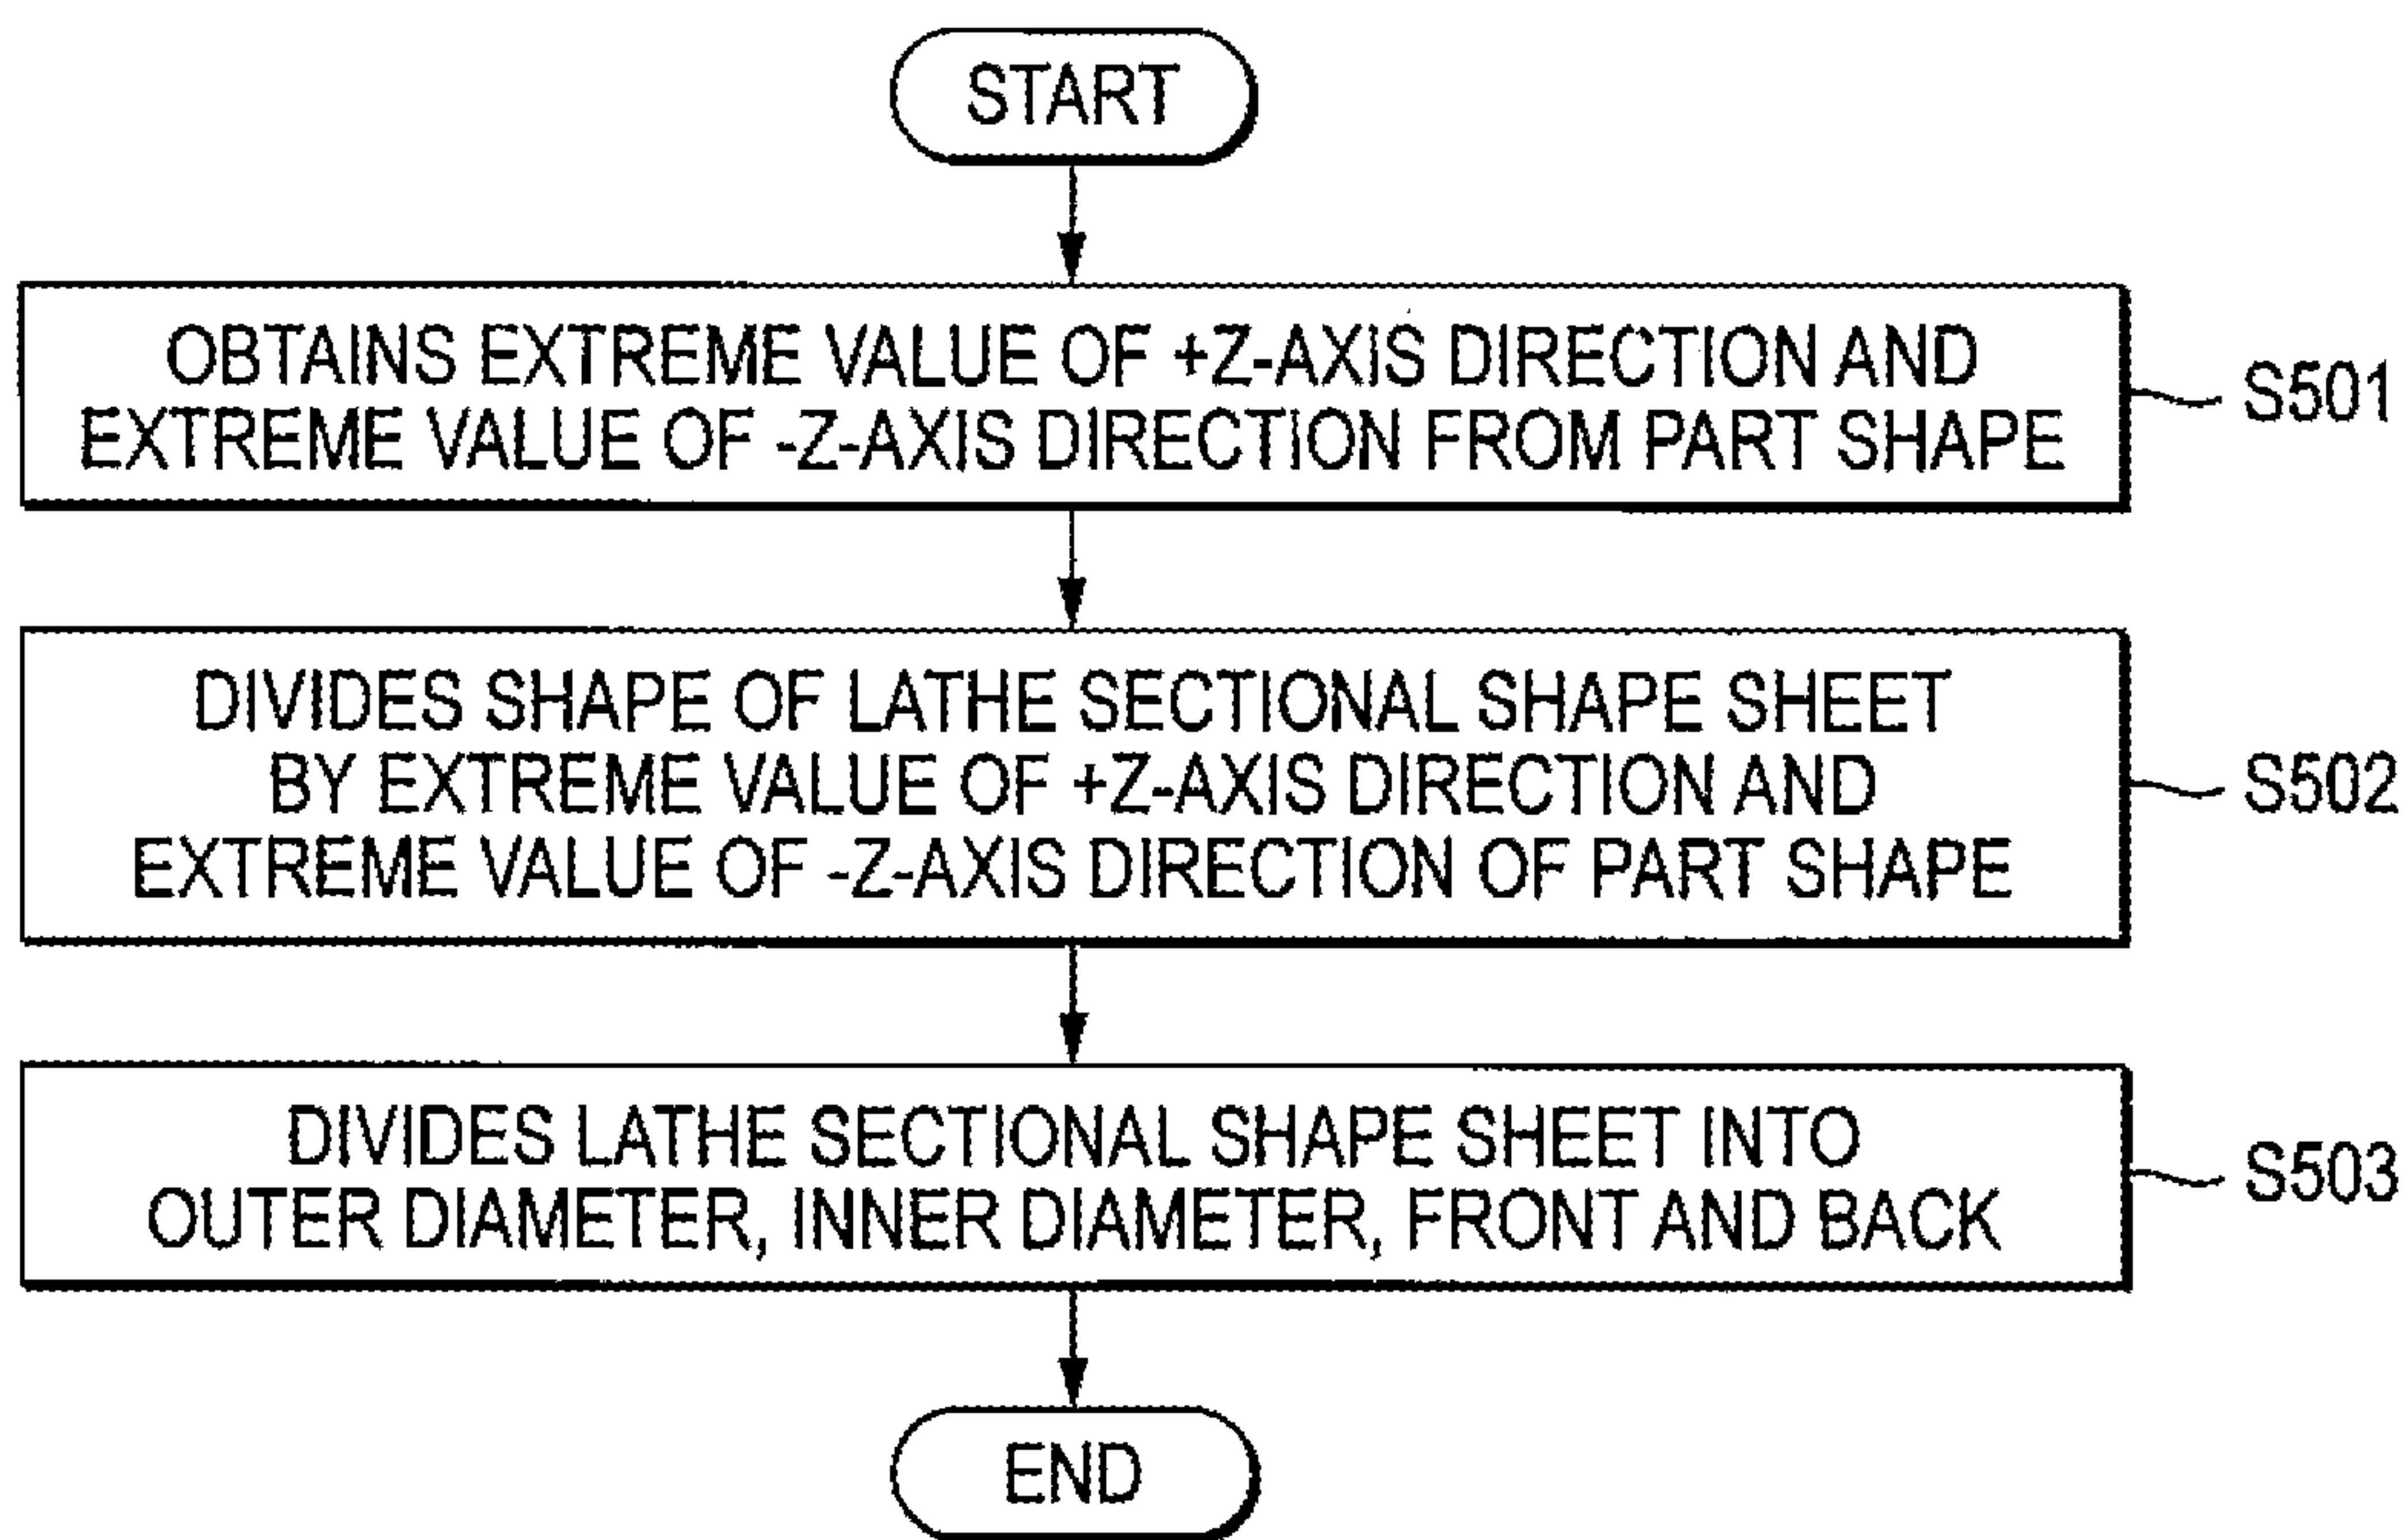 START
OBTAINS EXTREME VALUE OF +Z-AXIS DIRECTION AND
EXTREME VALUE OF -Z-AXIS DIRECTION FROM PART SHAPE
S501
DIVIDES SHAPE OF LATHE SECTIONAL SHAPE SHEET
BY EXTREME VALUE OF +Z-AXIS DIRECTION AND
EXTREME VALUE OF -Z-AXIS DIRECTION OF PART SHAPE
S502
DIVIDES LATHE SECTIONAL SHAPE SHEET INTO
OUTER DIAMETER, INNER DIAMETER, FRONT AND BACK
S503
END